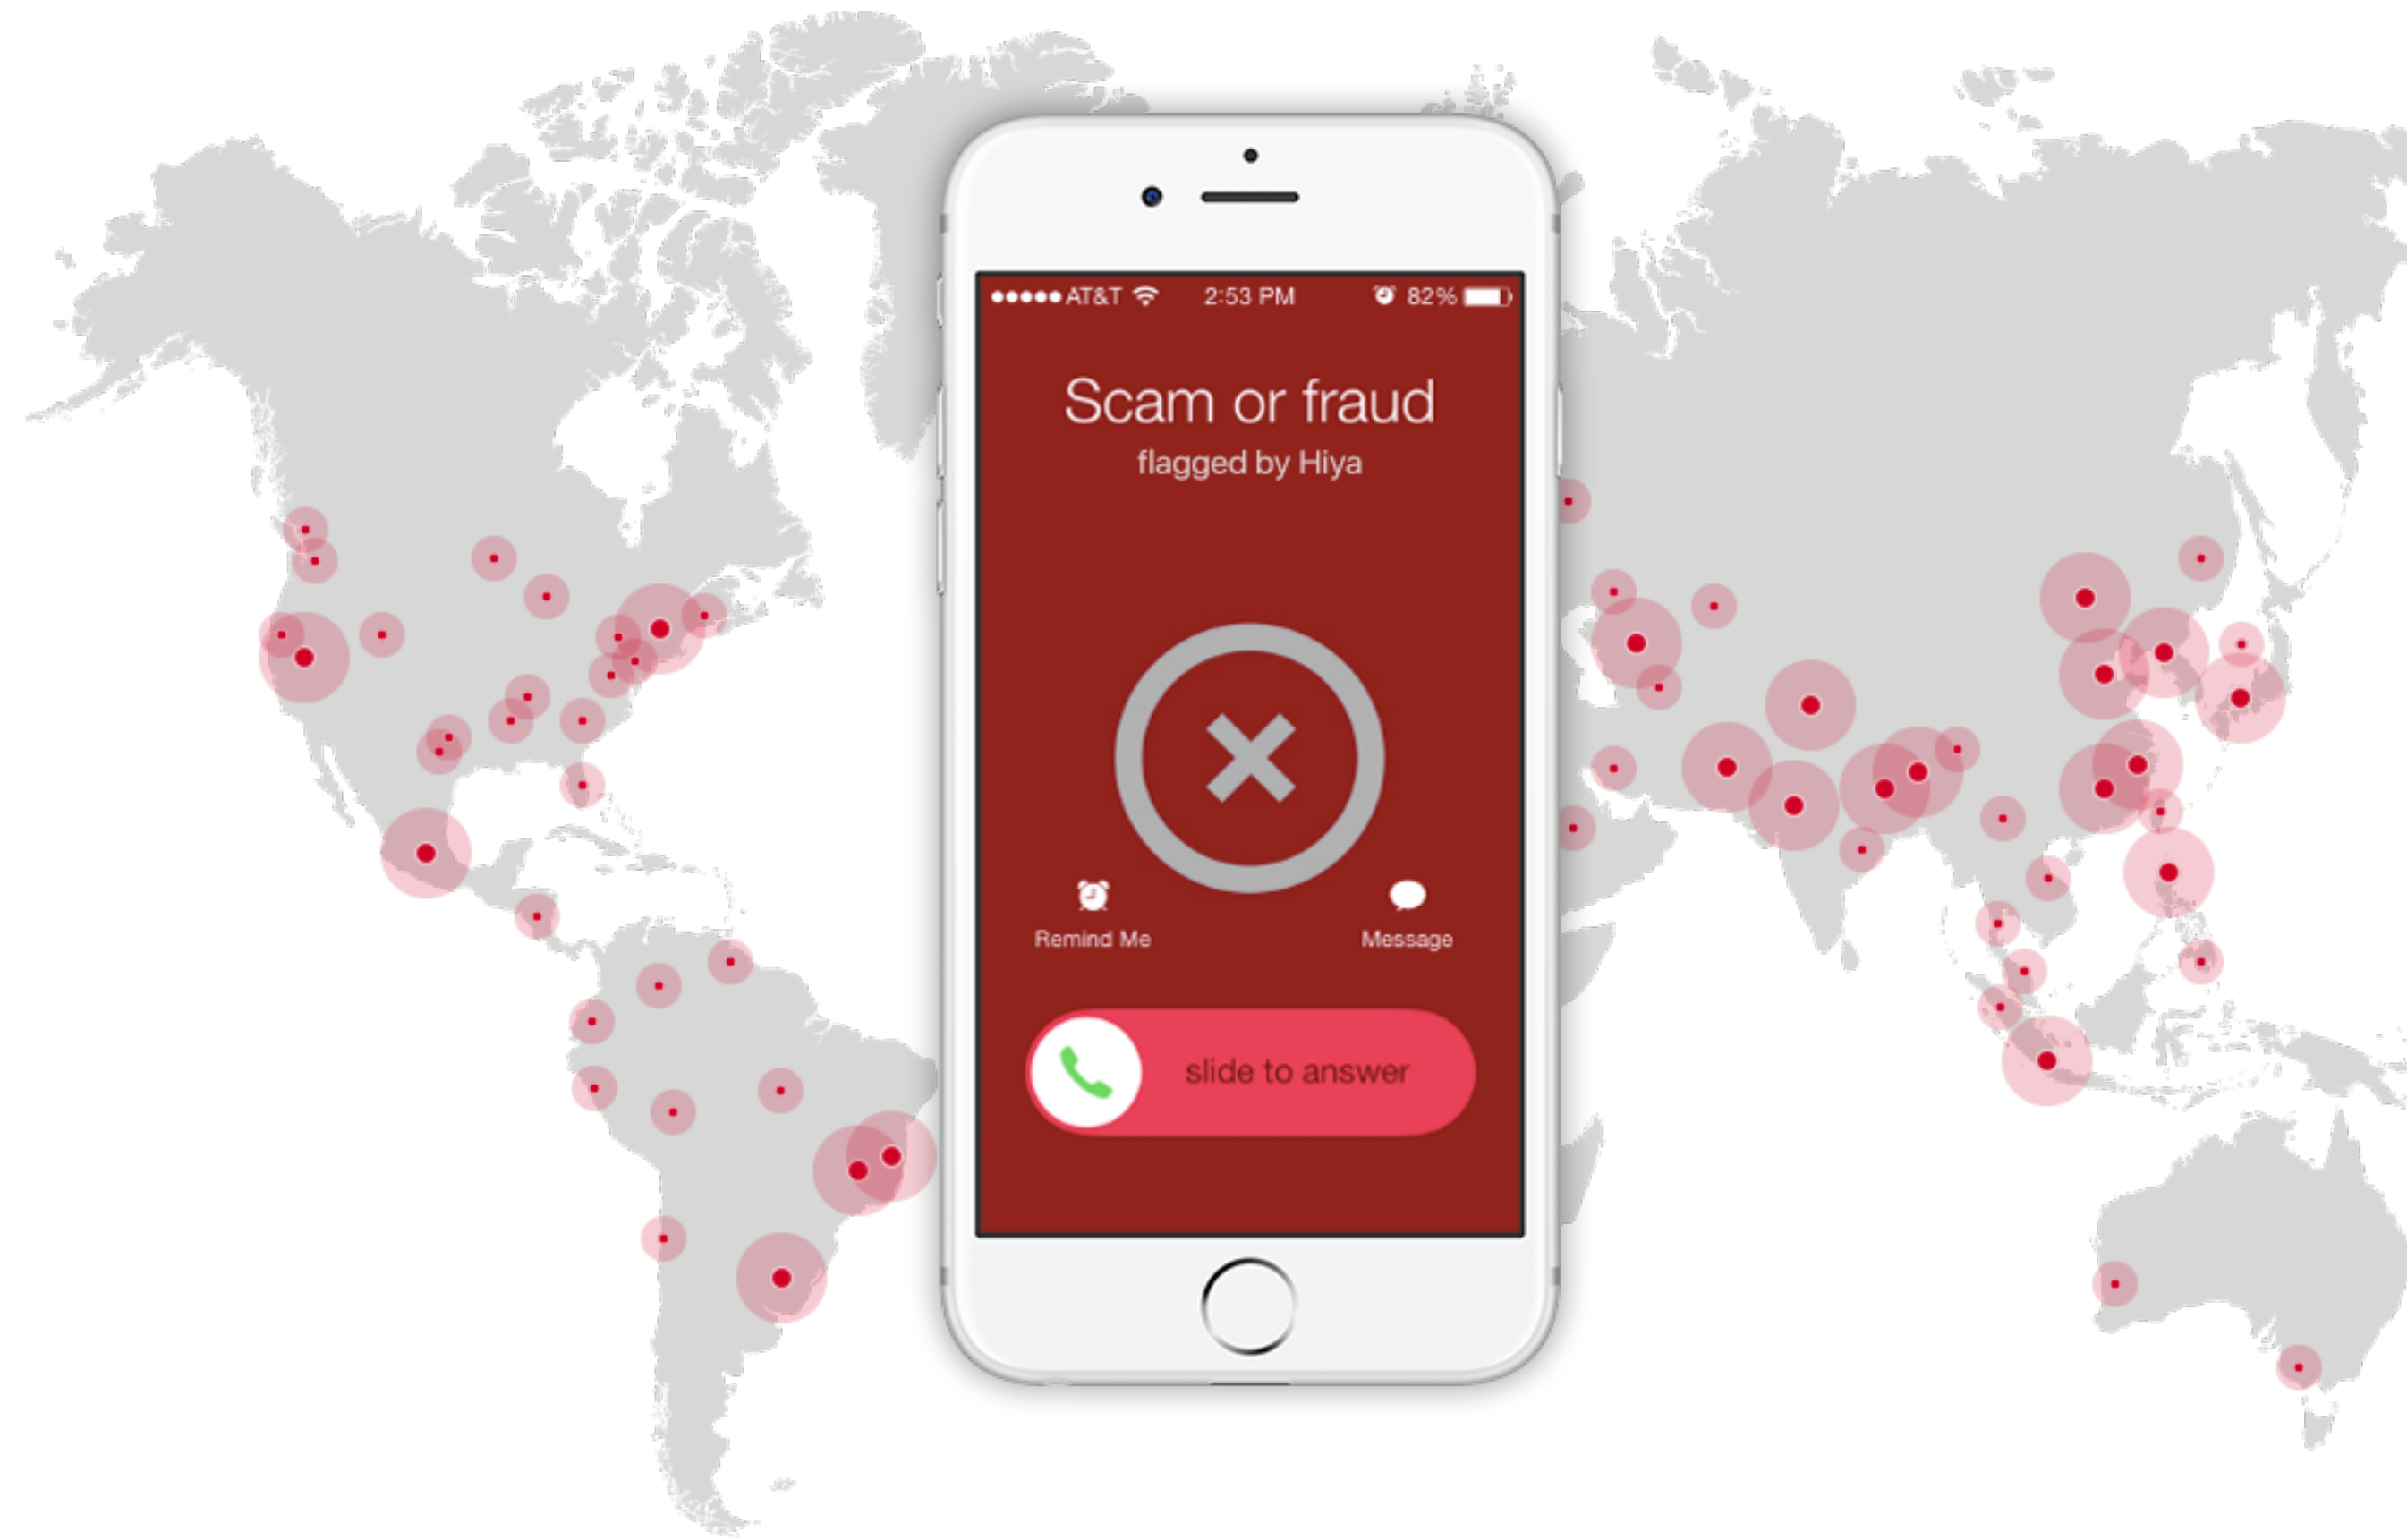 AT&T 2:53 PM 82%
Scam or fraud
flagged by Hiya
Remind Me Message
slide to answer